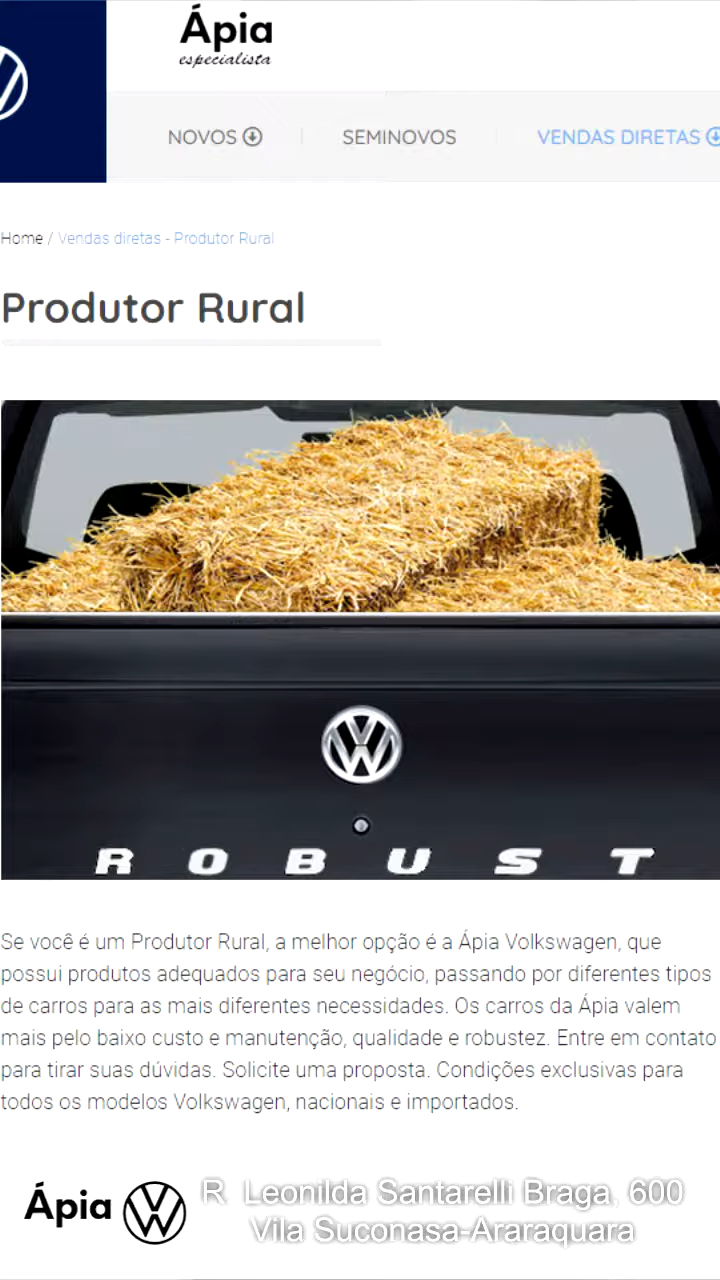 Ápia
especialista
NOVOS
SEMINOVOS
VENDAS DIRETAS
Home / Vendas diretas - Produtor Rural
Produtor Rural
ROBUST
Se você é um Produtor Rural, a melhor opção é a Ápia Volkswagen, que
possui produtos adequados para seu negócio, passando por diferentes tipos
de carros para as mais diferentes necessidades. Os carros da Ápia valem
mais pelo baixo custo e manutenção, qualidade e robustez. Entre em contato
para tirar suas dúvidas. Solicite uma proposta. Condições exclusivas para
todos os modelos Volkswagen, nacionais e importados.
Ápia
R Leonilda Santarelli Braga, 600
Vila Suconasa-Araraquara